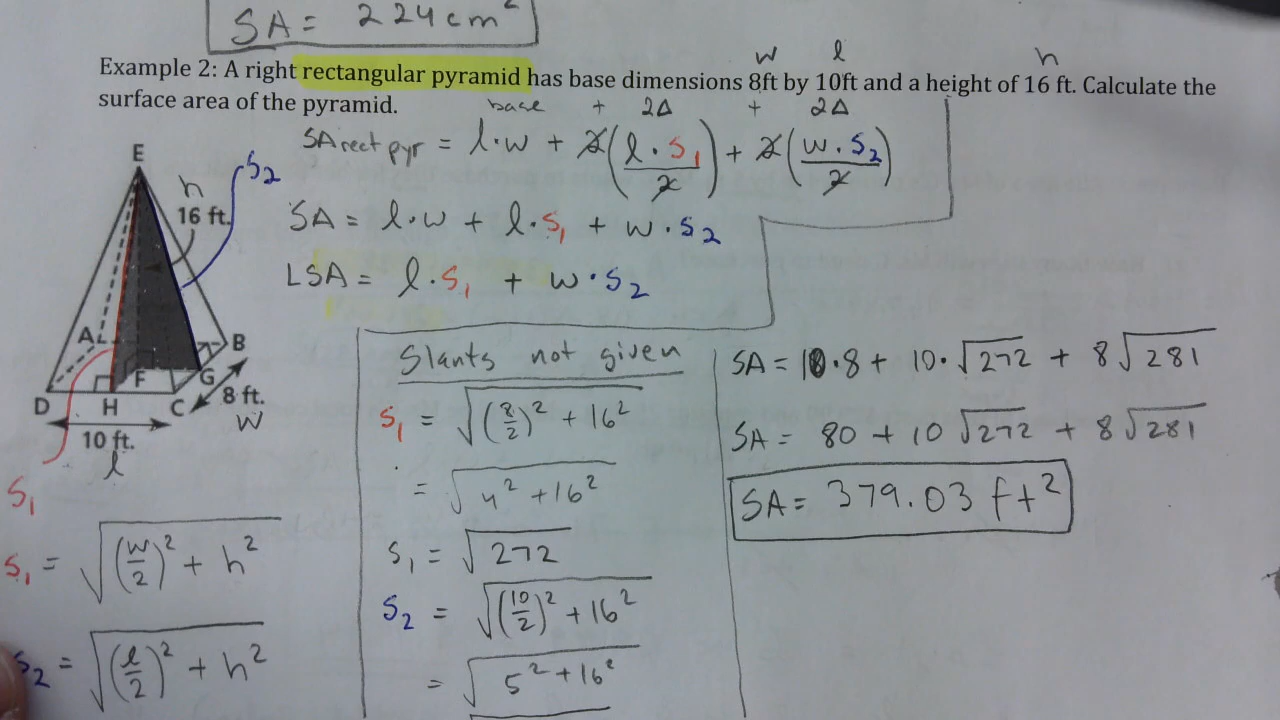 SA = 224cm²
w l h
Example 2: A right rectangular pyramid has base dimensions 8ft by 10ft and a height of 16 ft. Calculate the
surface area of the pyramid.
base + 2Δ + 2Δ
SA rect pyr = l·w + 2(l·s₁/2) + 2(w·s₂/2)
SA = l·w + l·s₁ + w·s₂
LSA = l·s₁ + w·s₂
E
h
s₂
16 ft.
A
B
F
G
D H C
8 ft.
w
10 ft.
l
s₁
s₁ = √((w/2)² + h²)
s₂ = √((l/2)² + h²)
Slants not given
s₁ = √((8/2)² + 16²)
= √(4² + 16²)
s₁ = √272
s₂ = √((10/2)² + 16²)
= √(5² + 16²)
SA = 10·8 + 10·√272 + 8√281
SA = 80 + 10√272 + 8√281
SA = 379.03 ft²